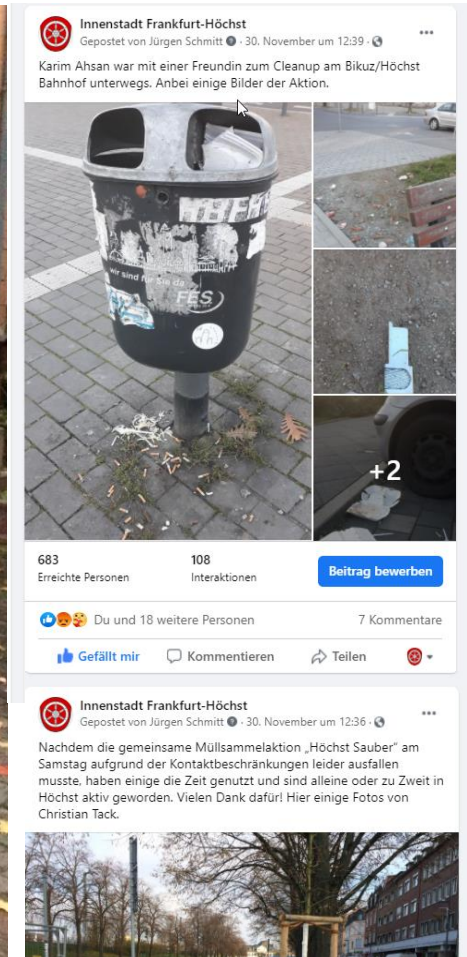 Innenstadt Frankfurt-Höchst
Gepostet von Jürgen Schmitt · 30. November um 12:39 ·
Karim Ahsan war mit einer Freundin zum Cleanup am Bikuz/Höchst
Bahnhof unterwegs. Anbei einige Bilder der Aktion.
wir sind für Sie da
FES
+2
683
Erreichte Personen
108
Interaktionen
Beitrag bewerben
Du und 18 weitere Personen
7 Kommentare
Gefällt mir
Kommentieren
Teilen
Innenstadt Frankfurt-Höchst
Gepostet von Jürgen Schmitt · 30. November um 12:36 ·
Nachdem die gemeinsame Müllsammelaktion „Höchst Sauber" am
Samstag aufgrund der Kontaktbeschränkungen leider ausfallen
musste, haben einige die Zeit genutzt und sind alleine oder zu Zweit in
Höchst aktiv geworden. Vielen Dank dafür! Hier einige Fotos von
Christian Tack.